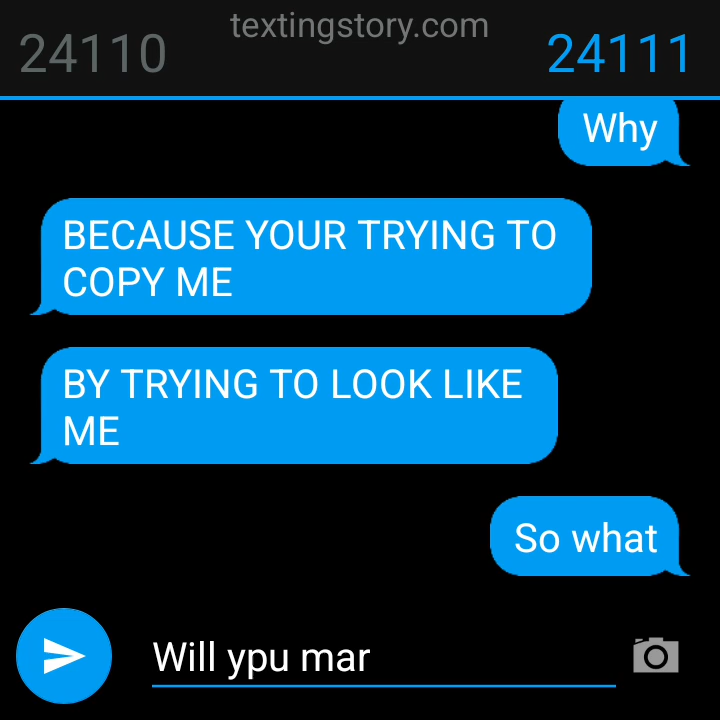 textingstory.com
24110
24111
Why
BECAUSE YOUR TRYING TO
COPY ME
BY TRYING TO LOOK LIKE
ME
So what
Will ypu mar